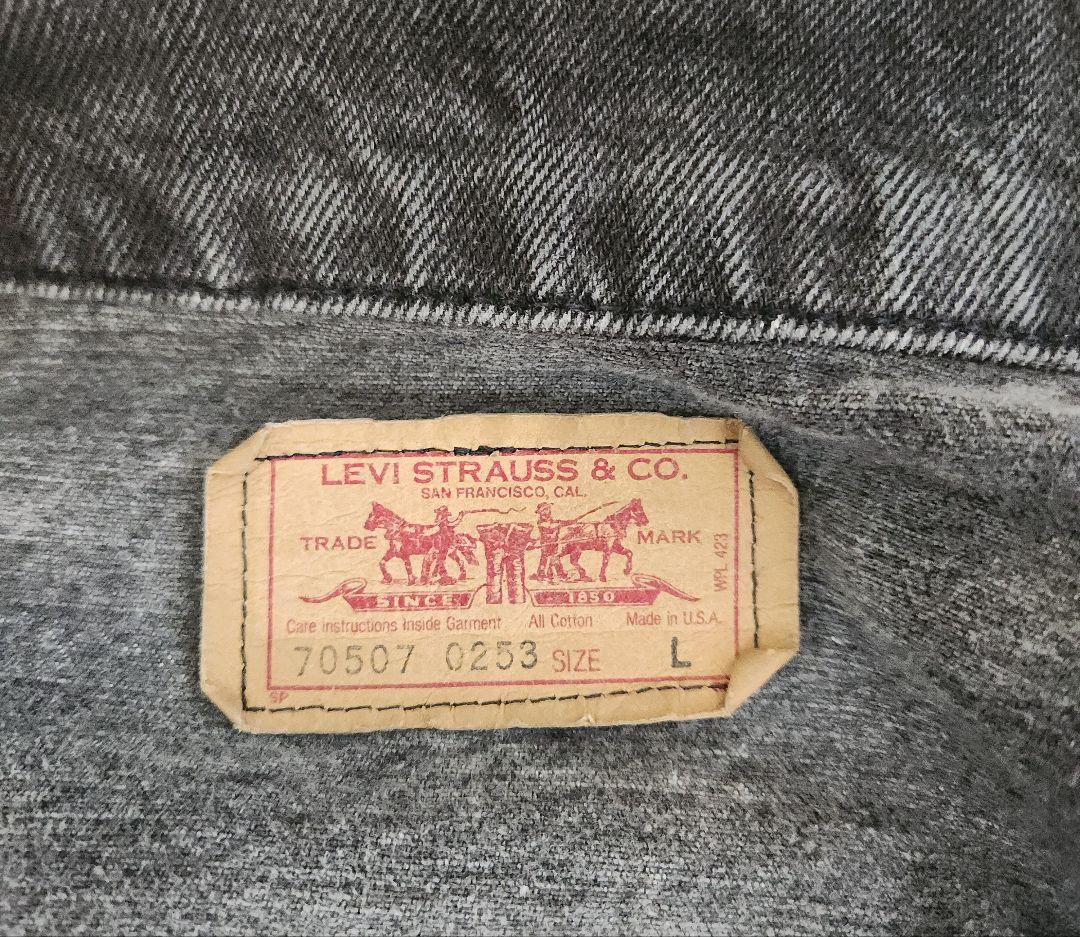 LEVI STRAUSS & CO.
SAN FRANCISCO, CAL.
TRADE MARK
SINCE 1850
WPL 423
Care Instructions Inside Garment All Cotton Made in U.S.A.
70507 0253 SIZE L
SP